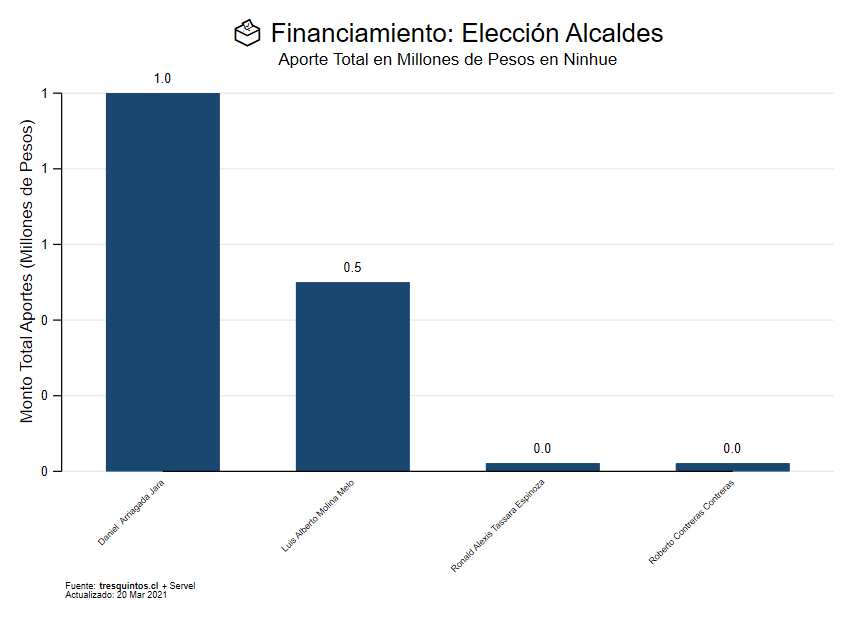 Financiamiento: Elección Alcaldes
Aporte Total en Millones de Pesos en Ninhue
Monto Total Aportes (Millones de Pesos)
1
1
1
0
0
0
1.0
0.5
0.0
0.0
Daniel  Arriagada Jara
Luis Alberto Molina Melo
Ronald Alexis Tassara Espinoza
Roberto Contreras Contreras
Fuente: tresquintos.cl + Servel
Actualizado: 20 Mar 2021